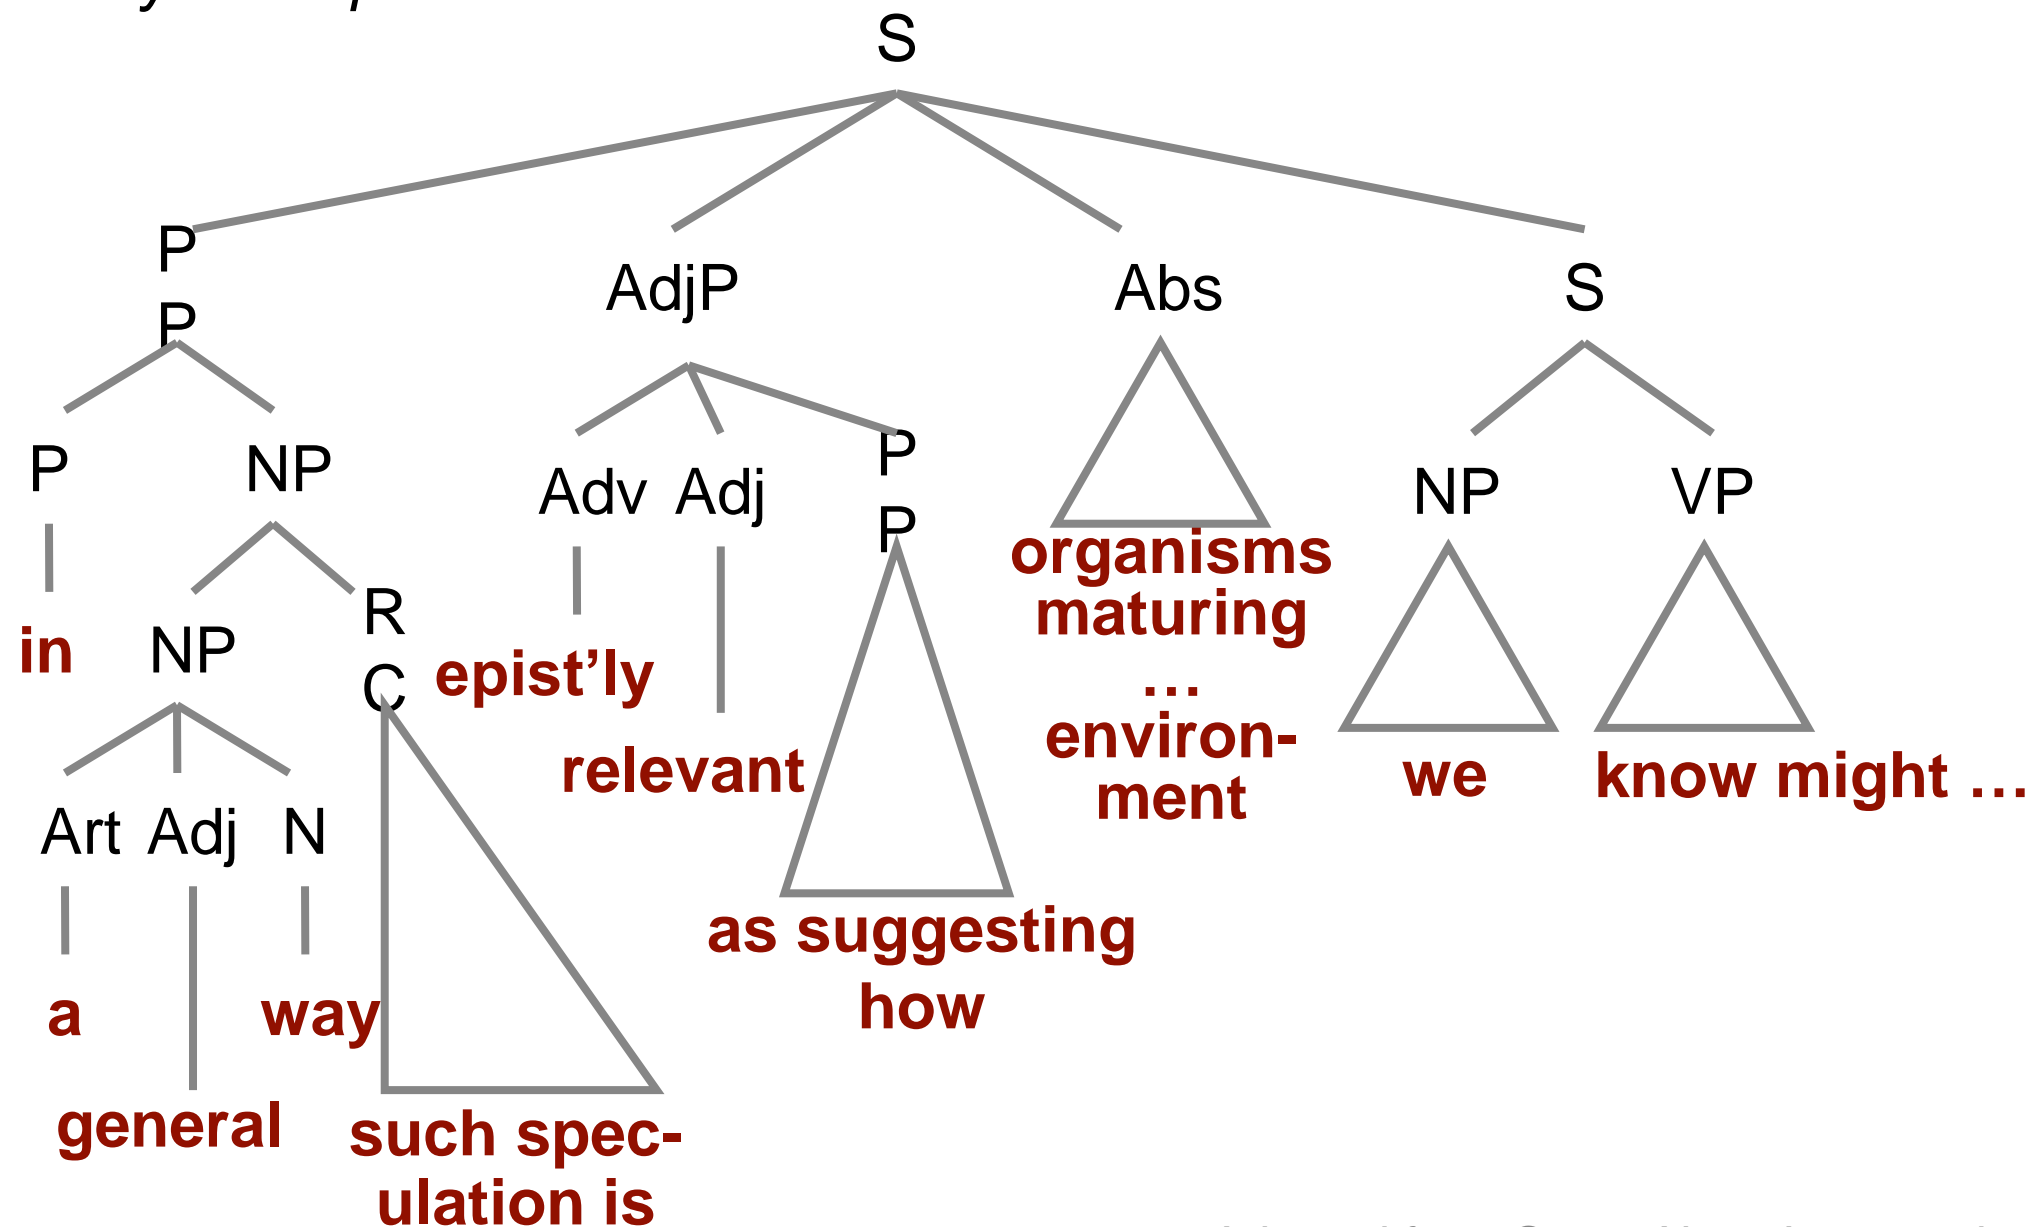 S
P
P
AdjP
Abs
S
P
NP
Adv
Adj
P
P
NP
VP
in
NP
R
C
epist’ly
relevant
organisms
maturing
…
environ-
ment
we
know might …
Art
Adj
N
as suggesting
how
a
way
general
such spec-
ulation is